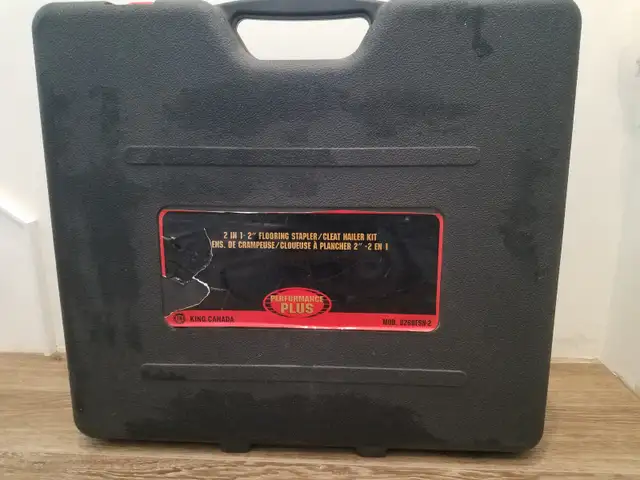 2 IN 1- 2" FLOORING STAPLER/CLEAT NAILER KIT
ENS. DE CRAMPEUSE/CLOUEUSE À PLANCHER 2" -2 EN 1
PERFORMANCE
PLUS
KING CANADA
MOD.